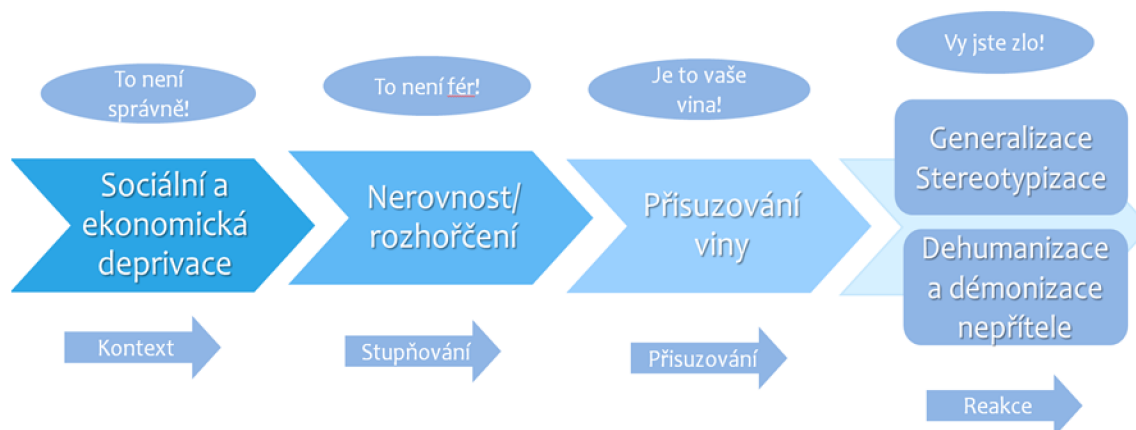 To není
správně!
To není fér!
Je to vaše
vina!
Vy jste zlo!
Sociální a
ekonomická
deprivace
Nerovnost/
rozhořčení
Přisuzování
viny
Generalizace
Stereotypizace
Dehumanizace
a démonizace
nepřítele
Kontext
Stupňování
Přisuzování
Reakce